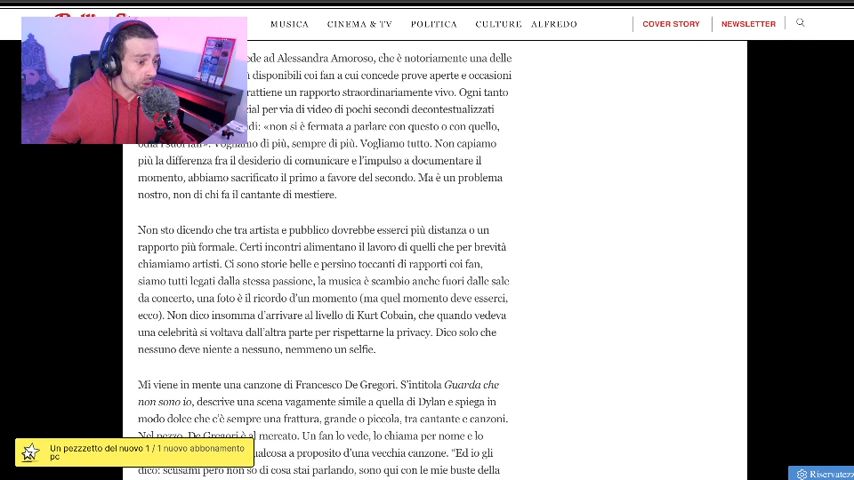 MUSICA CINEMA & TV POLITICA CULTURE ALFREDO COVER STORY NEWSLETTER
ede ad Alessandra Amoroso, che è notoriamente una delle
disponibili coi fan a cui concede prove aperte e occasioni
rattiene un rapporto straordinariamente vivo. Ogni tanto
cial per via di video di pochi secondi decontestualizzati
di: «non si è fermata a parlare con questo o con quello,
odia i suoi fan». Vogliamo di più, sempre di più. Vogliamo tutto. Non capiamo
più la differenza fra il desiderio di comunicare e l'impulso a documentare il
momento, abbiamo sacrificato il primo a favore del secondo. Ma è un problema
nostro, non di chi fa il cantante di mestiere.
Non sto dicendo che tra artista e pubblico dovrebbe esserci più distanza o un
rapporto più formale. Certi incontri alimentano il lavoro di quelli che per brevità
chiamiamo artisti. Ci sono storie belle e persino toccanti di rapporti coi fan,
siamo tutti legati dalla stessa passione, la musica è scambio anche fuori dalle sale
da concerto, una foto è il ricordo d'un momento (ma quel momento deve esserci,
ecco). Non dico insomma d'arrivare al livello di Kurt Cobain, che quando vedeva
una celebrità si voltava dall'altra parte per rispettarne la privacy. Dico solo che
nessuno deve niente a nessuno, nemmeno un selfie.
Mi viene in mente una canzone di Francesco De Gregori. S'intitola Guarda che
non sono io, descrive una scena vagamente simile a quella di Dylan e spiega in
modo dolce che c'è sempre una frattura, grande o piccola, tra cantante e canzoni.
Nel pezzo, De Gregori è al mercato. Un fan lo vede, lo chiama per nome e lo
ualcosa a proposito d'una vecchia canzone. "Ed io gli
dico: scusami però non so di cosa stai parlando, sono qui con le mie buste della
Un pezzzetto del nuovo pc
1 / 1 nuovo abbonamento
Riservatezz